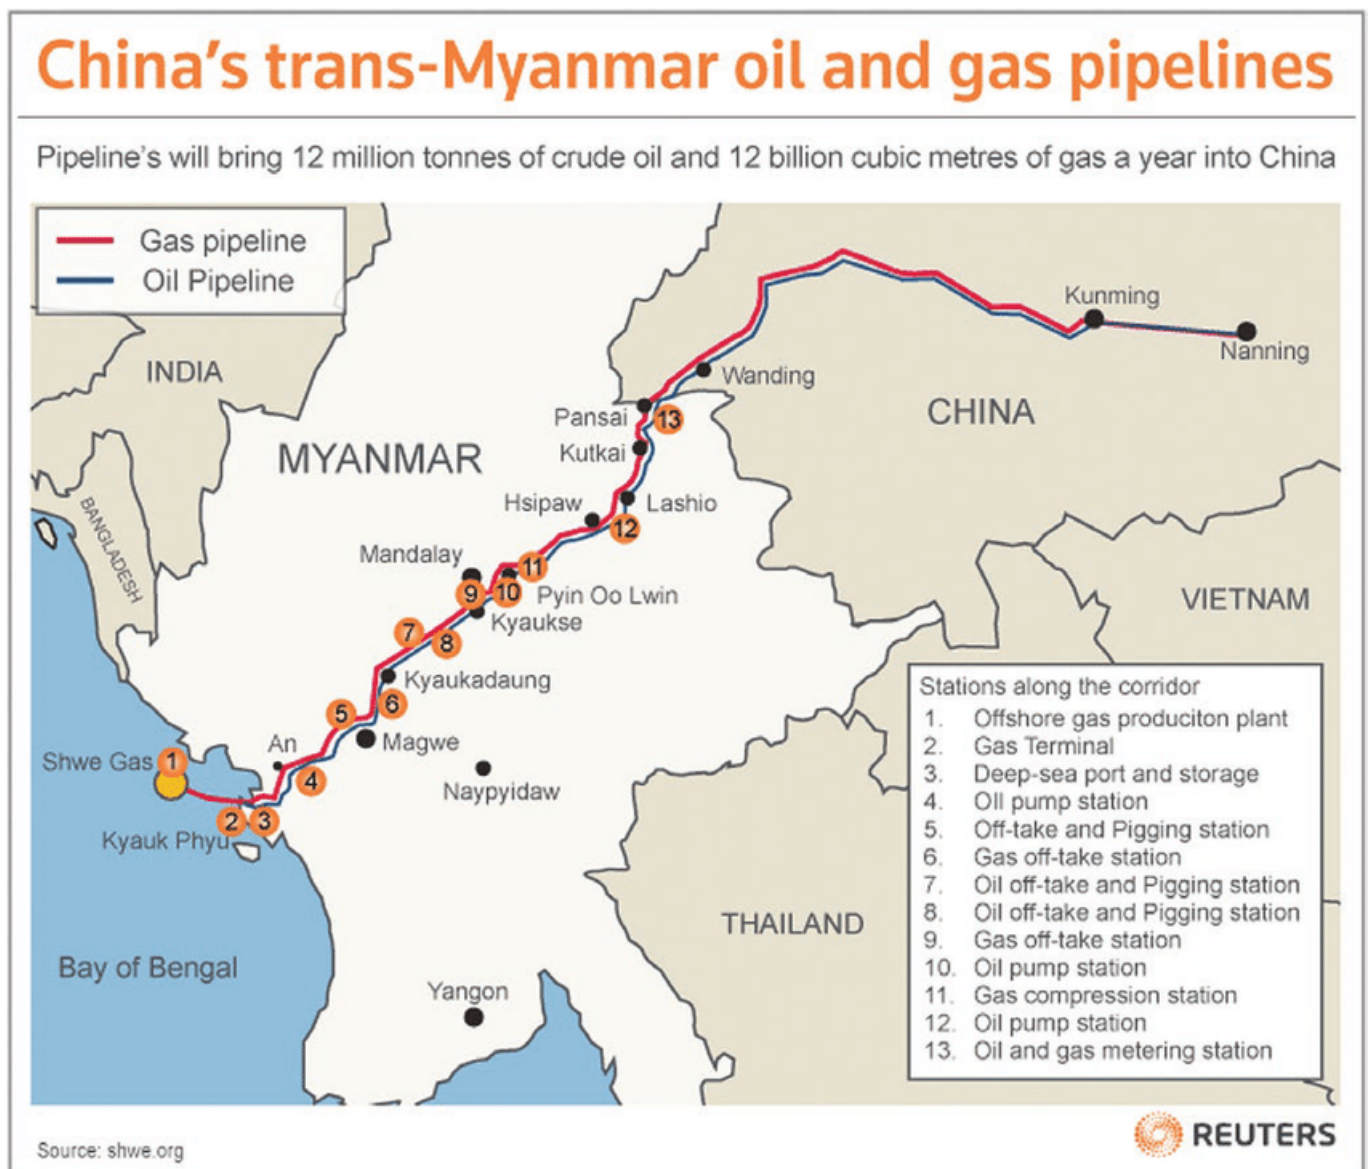 China's trans-Myanmar oil and gas pipelines
Pipeline's will bring 12 million tonnes of crude oil and 12 billion cubic metres of gas a year into China
Gas pipeline
Oil Pipeline
INDIA
BANGLADESH
MYANMAR
CHINA
VIETNAM
THAILAND
Kunming
Nanning
Wanding
Pansai
13
Kutkai
Hsipaw
Lashio
12
Mandalay
11
9
10
Pyin Oo Lwin
Kyaukse
7
8
Kyaukadaung
6
5
Magwe
An
4
Shwe Gas
1
2
3
Kyauk Phyu
Naypyidaw
Bay of Bengal
Yangon
Stations along the corridor
1. Offshore gas produciton plant
2. Gas Terminal
3. Deep-sea port and storage
4. OIl pump station
5. Off-take and Pigging station
6. Gas off-take station
7. Oil off-take and Pigging station
8. Oil off-take and Pigging station
9. Gas off-take station
10. Oil pump station
11. Gas compression station
12. Oil pump station
13. Oil and gas metering station
Source: shwe.org
REUTERS